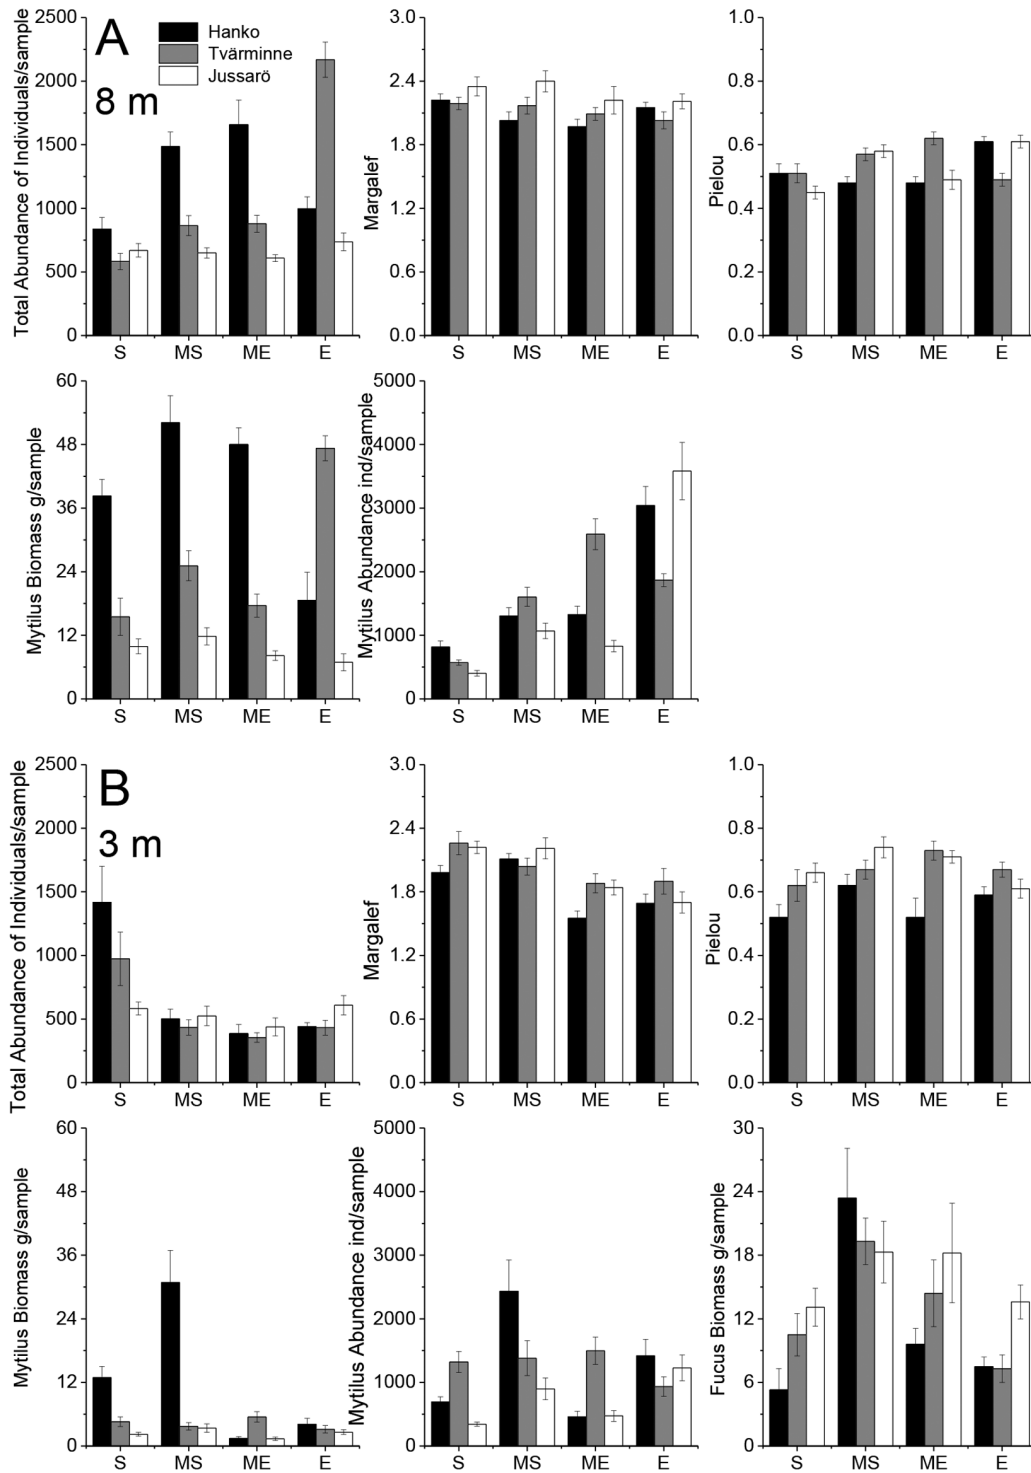 A
8 m
Hanko
Tvärminne
Jussarö
Total Abundance of Individuals/sample
2500
2000
1500
1000
500
0
S MS ME E
Margalef
3.0
2.4
1.8
1.2
0.6
0.0
S MS ME E
Pielou
1.0
0.8
0.6
0.4
0.2
0.0
S MS ME E
Mytilus Biomass g/sample
60
48
36
24
12
0
S MS ME E
Mytilus Abundance ind/sample
5000
4000
3000
2000
1000
0
S MS ME E
B
3 m
Total Abundance of Individuals/sample
2500
2000
1500
1000
500
0
S MS ME E
Margalef
3.0
2.4
1.8
1.2
0.6
0.0
S MS ME E
Pielou
1.0
0.8
0.6
0.4
0.2
0.0
S MS ME E
Mytilus Biomass g/sample
60
48
36
24
12
0
S MS ME E
Mytilus Abundance ind/sample
5000
4000
3000
2000
1000
0
S MS ME E
Fucus Biomass g/sample
30
24
18
12
6
0
S MS ME E